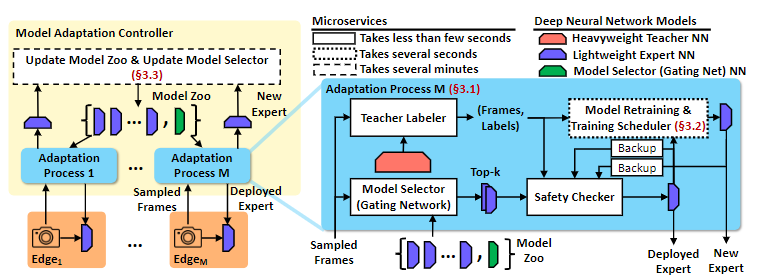 Model Adaptation Controller
Update Model Zoo & Update Model Selector
(§3.3)
Model Zoo
New
Expert
{ ... , }
Adaptation
Process 1
...
Adaptation
Process M
Sampled
Frames
Deployed
Expert
Edge1
...
EdgeM
Microservices
Takes less than few seconds
Takes several seconds
Takes several minutes
Deep Neural Network Models
Heavyweight Teacher NN
Lightweight Expert NN
Model Selector (Gating Net) NN
Adaptation Process M (§3.1)
Teacher Labeler
(Frames,
Labels)
Model Retraining &
Training Scheduler (§3.2)
Backup
Backup
Model Selector
(Gating Network)
Top-k
Safety Checker
Sampled
Frames
{ ... , }
Model
Zoo
Deployed
Expert
New
Expert